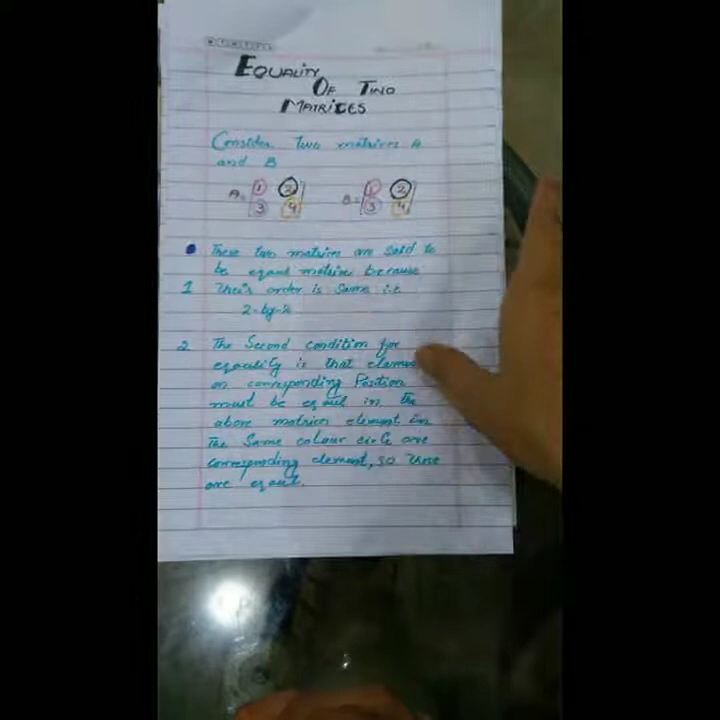 EQUALITY
OF TWO
MATRICES
Consider two matrices A
and B
A= 1 2 B= 1 2
3 4 3 4
These two matrices are said to
be equal matrices because
1 Their order is same i.e
2-by-2
2 The Second condition for
equality is that element
on corresponding Position
must be equal in the
above matrices element in
the Same colour circle are
corresponding element, so these
are equal.